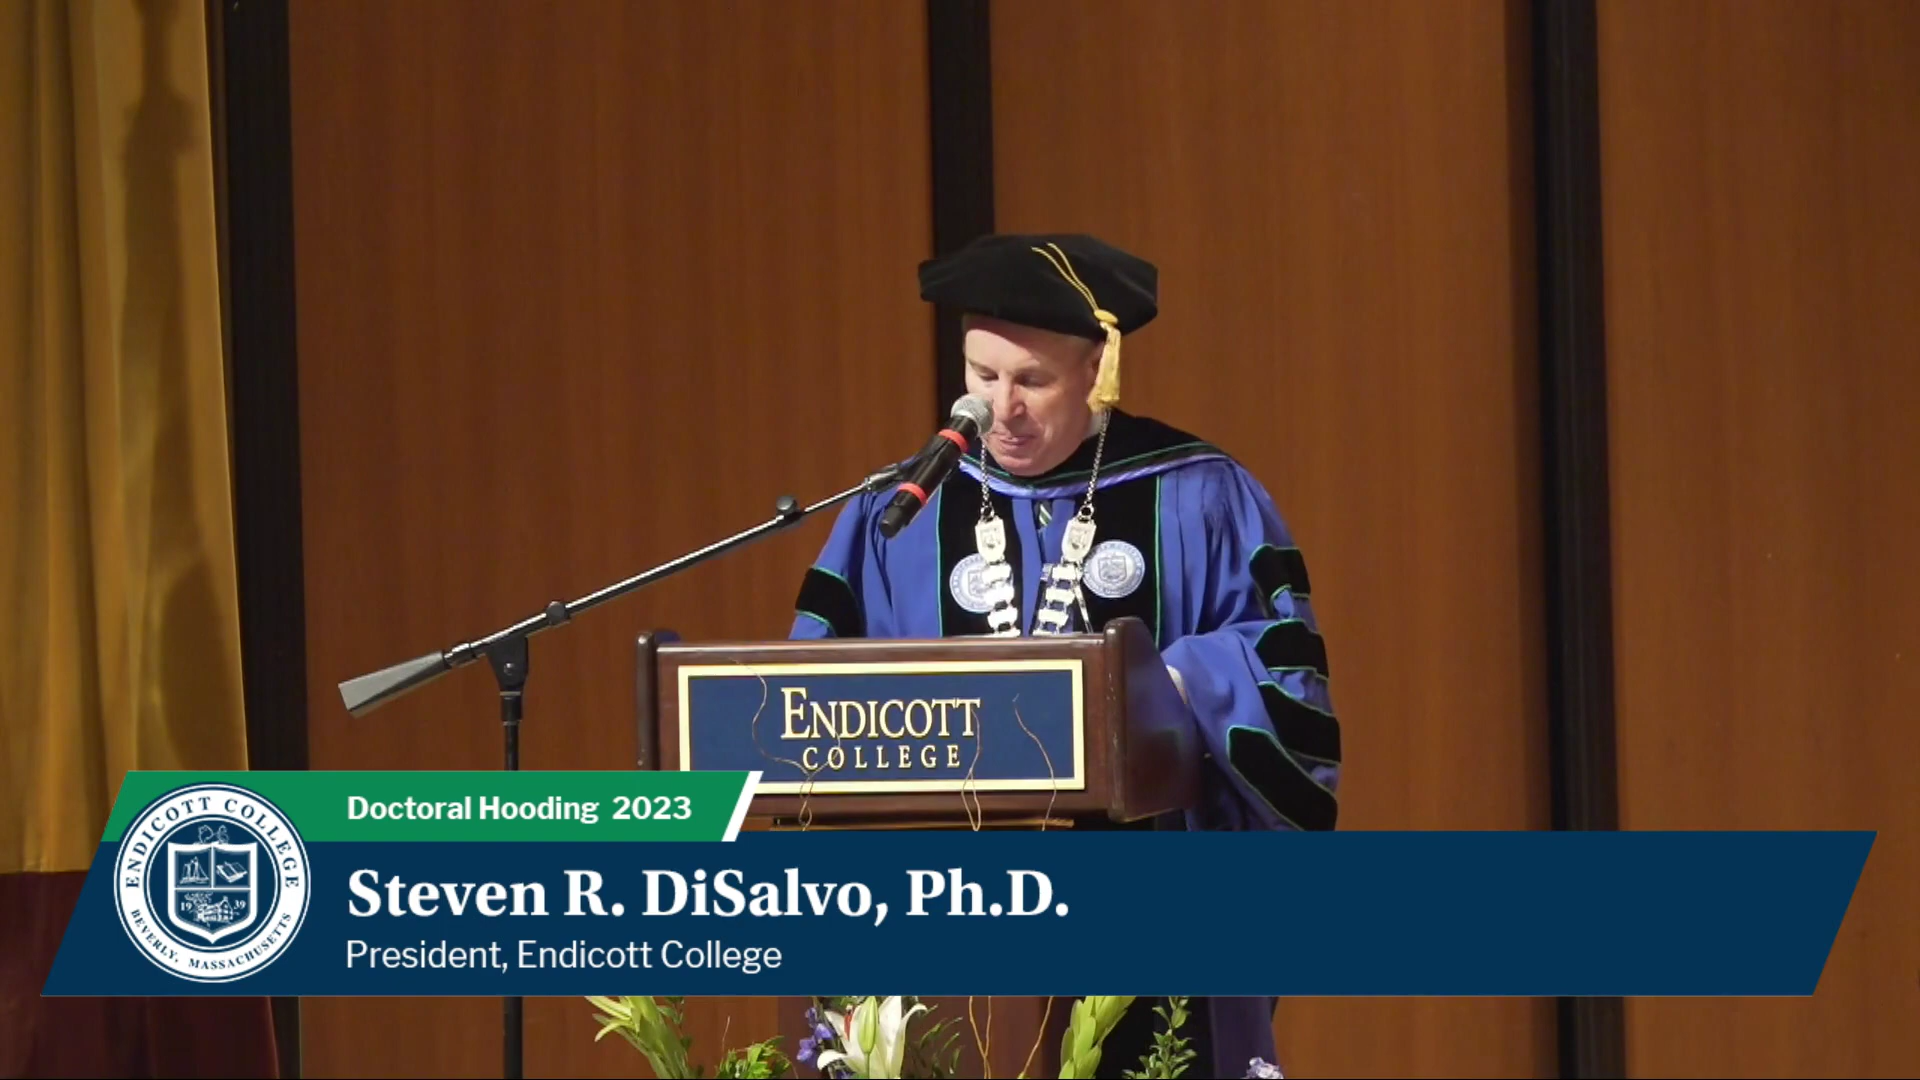 ENDICOTT
COLLEGE
Doctoral Hooding 2023
ENDICOTT COLLEGE
19 39
BEVERLY, MASSACHUSETTS
Steven R. DiSalvo, Ph.D.
President, Endicott College